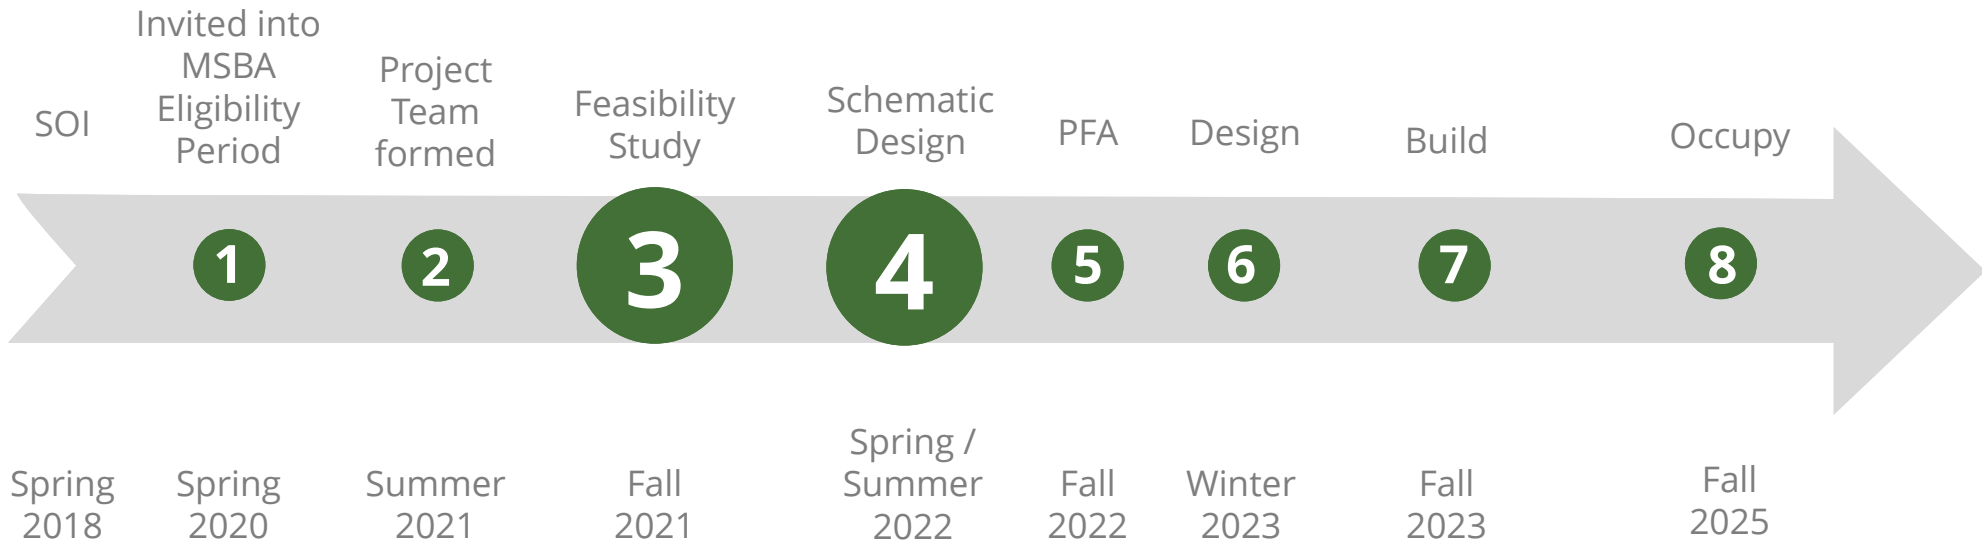 SOI
Invited into
MSBA
Eligibility
Period
Project
Team
formed
Feasibility
Study
Schematic
Design
PFA
Design
Build
Occupy
1
2
3
4
5
6
7
8
Spring
2018
Spring
2020
Summer
2021
Fall
2021
Spring /
Summer
2022
Fall
2022
Winter
2023
Fall
2023
Fall
2025